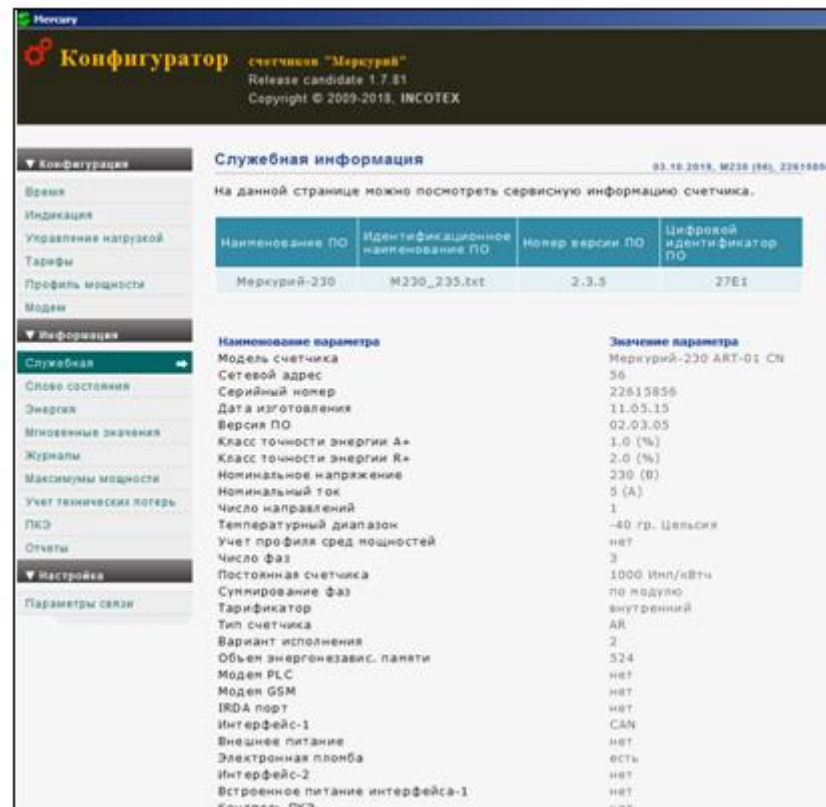 Mercury
Конфигуратор счетчиков "Меркурий"
Release candidate 1.7.81
Copyright © 2009-2018, INCOTEX
▼ Конфигурация
Время
Индикация
Управление нагрузкой
Тарифы
Профиль мощности
Модем
▼ Информация
Служебная
Слово состояния
Энергия
Мгновенные значения
Журналы
Максимумы мощности
Учет технических потерь
ПКЭ
Отчеты
▼ Настройка
Параметры связи
Служебная информация
03.10.2019, М230 (56),
На данной странице можно посмотреть сервисную информацию счетчика.
Наименование ПО Идентификационное наименование ПО Номер версии ПО Цифровой идентификатор ПО
Меркурий-230 M230_235.txt 2.3.5 27E1
Наименование параметра Значение параметра
Модель счетчика Меркурий-230 ART-01 CN
Сетевой адрес 56
Серийный номер 22615856
Дата изготовления 11.05.15
Версия ПО 02.03.05
Класс точности энергии А+ 1.0 (%)
Класс точности энергии R+ 2.0 (%)
Номинальное напряжение 230 (В)
Номинальный ток 5 (А)
Число направлений 1
Температурный диапазон -40 гр. Цельсия
Учет профиля сред мощностей нет
Число фаз 3
Постоянная счетчика 1000 Имп/кВтч
Суммирование фаз по модулю
Тарификатор внутренний
Тип счетчика AR
Вариант исполнения 2
Объем энергонезавис. памяти 524
Модем PLC нет
Модем GSM нет
IRDA порт нет
Интерфейс-1 CAN
Внешнее питание нет
Электронная пломба есть
Интерфейс-2 нет
Встроенное питание интерфейса-1 нет
Контроль ПКЭ нет